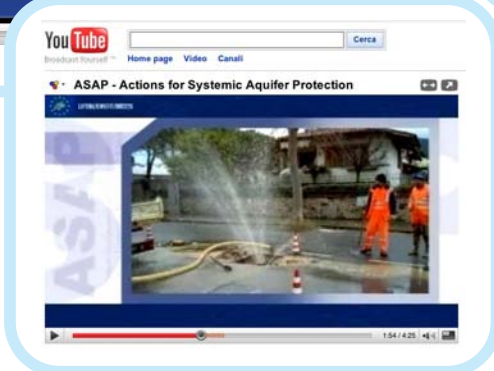 You Tube
Broadcast Yourself ™
Cerca
Home page Video Canali
ASAP - Actions for Systemic Aquifer Protection
ASAP
1:54 / 4:25